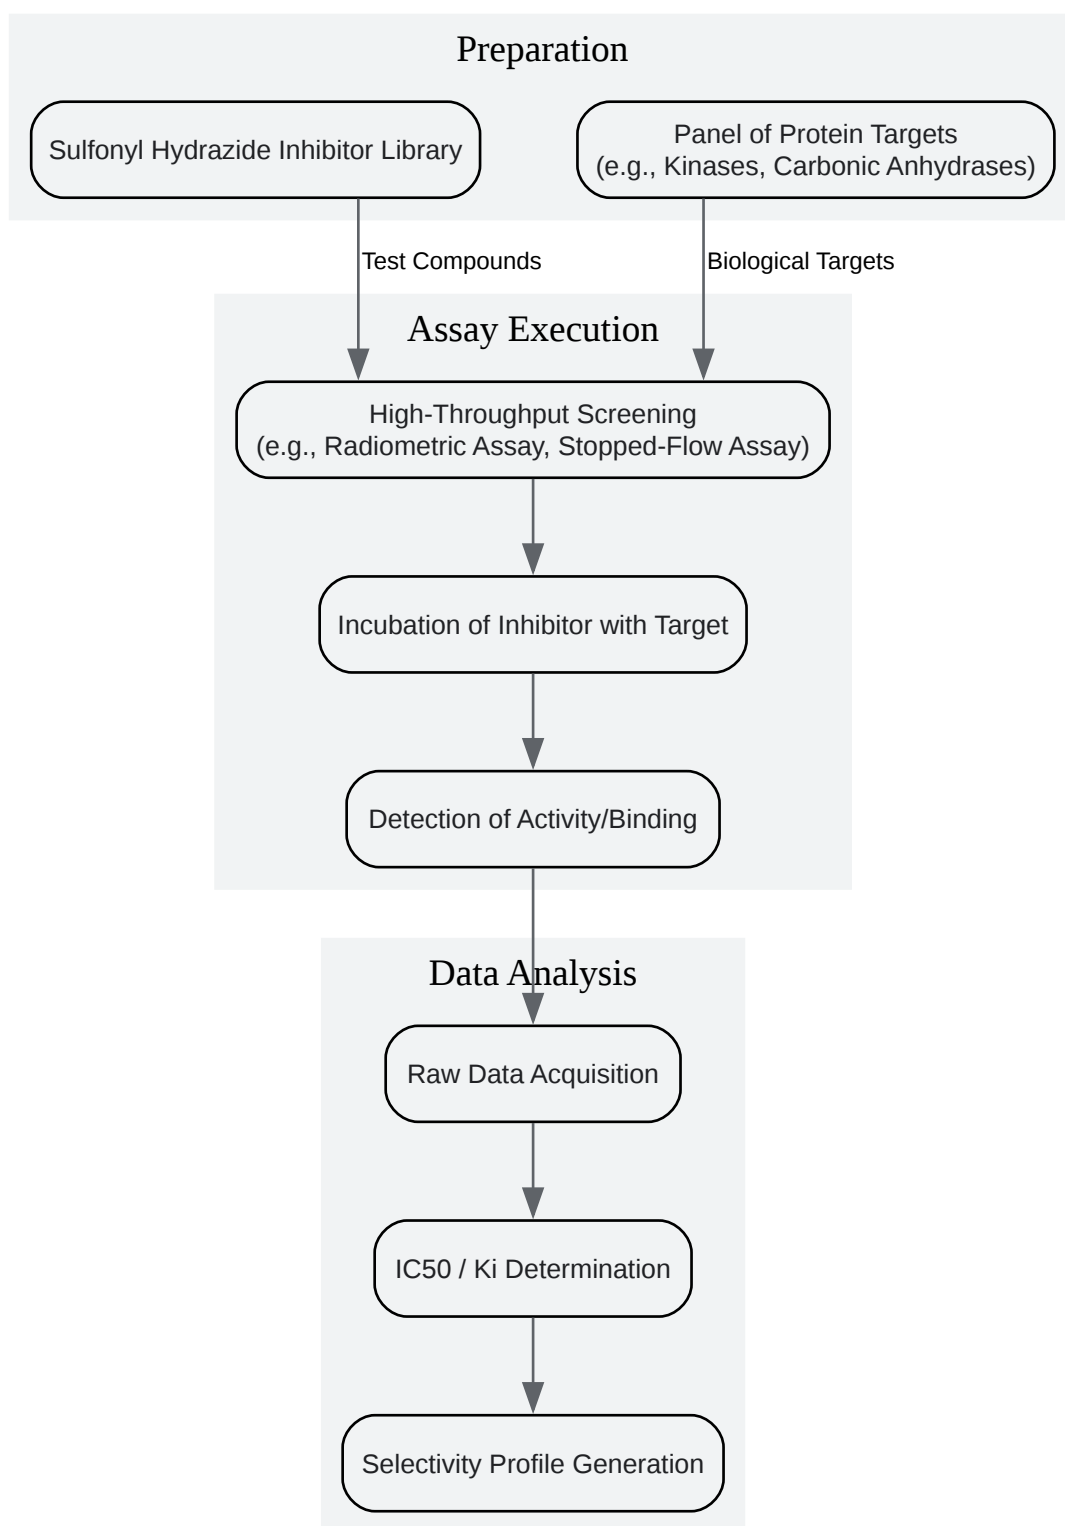 Preparation
Sulfonyl Hydrazide Inhibitor Library
Panel of Protein Targets
(e.g., Kinases, Carbonic Anhydrases)
Test Compounds
Biological Targets
Assay Execution
High-Throughput Screening
(e.g., Radiometric Assay, Stopped-Flow Assay)
Incubation of Inhibitor with Target
Detection of Activity/Binding
Data Analysis
Raw Data Acquisition
IC50 / Ki Determination
Selectivity Profile Generation